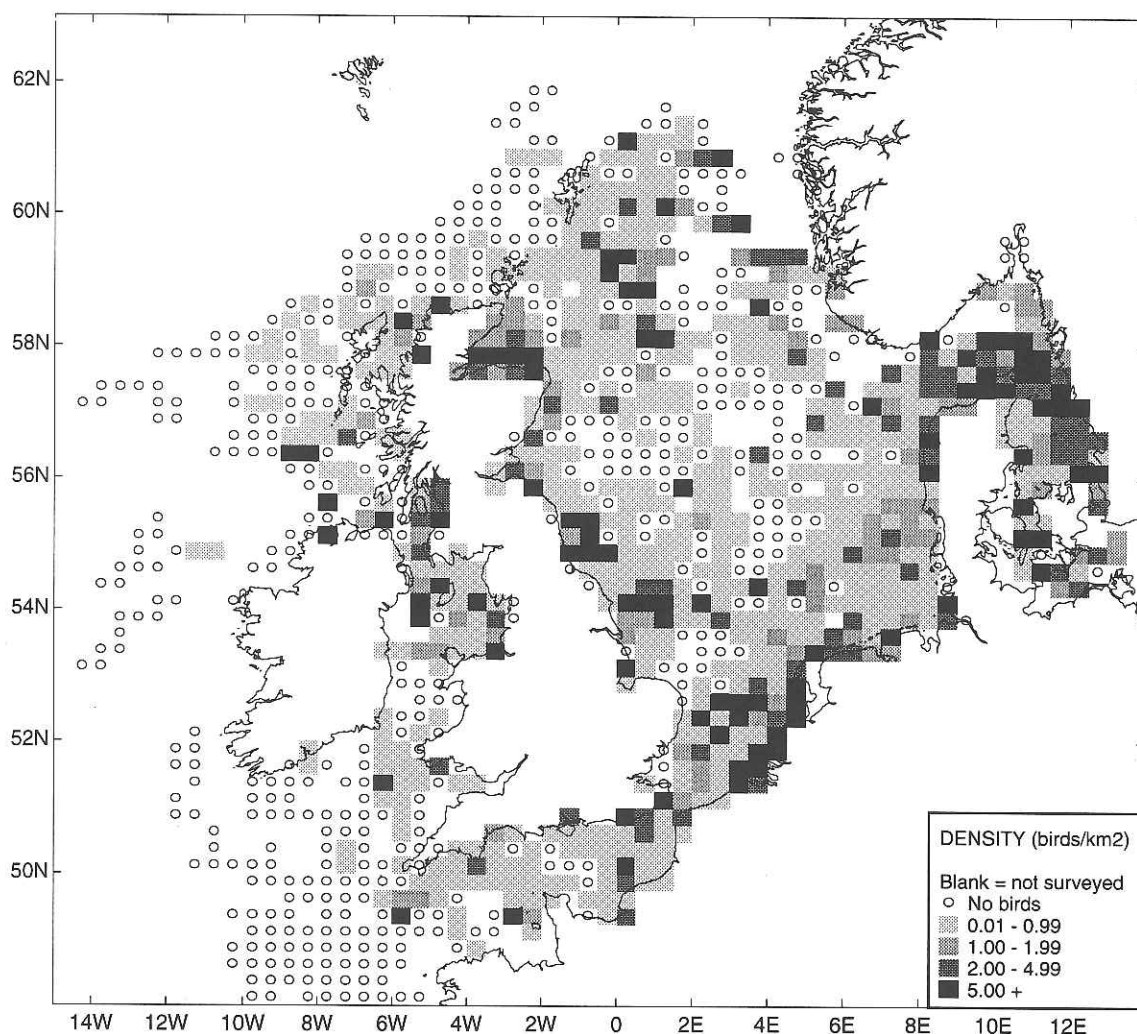 62N
60N
58N
56N
54N
52N
50N
14W 12W 10W 8W 6W 4W 2W 0 2E 4E 6E 8E 10E 12E
DENSITY (birds/km2)
Blank = not surveyed
No birds
0.01 - 0.99
1.00 - 1.99
2.00 - 4.99
5.00 +